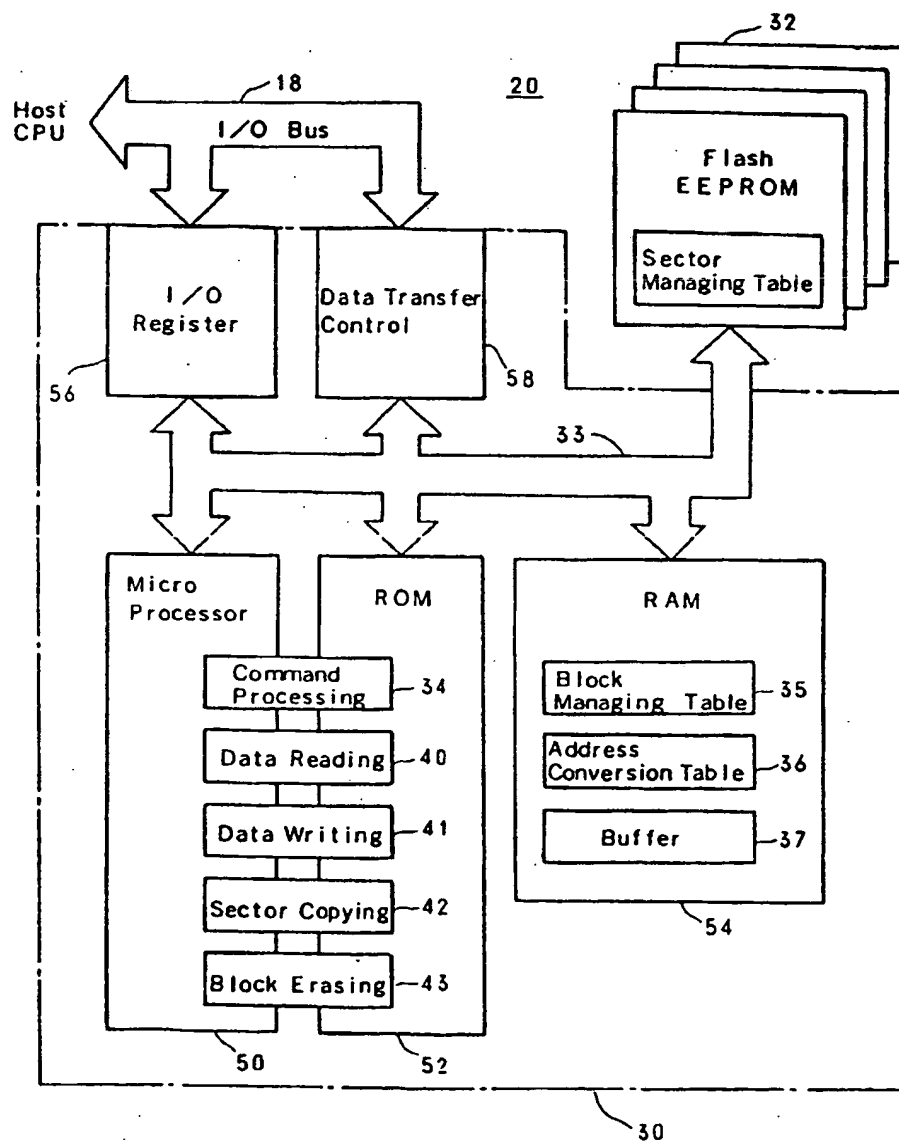 32
18
20
Host
CPU
I/O Bus
Flash
EEPROM
Sector
Managing Table
I/O
Register
Data Transfer
Control
56
58
33
Micro
Processor
ROM
RAM
Command
Processing
34
Block
Managing Table
35
Data Reading
40
Address
Conversion Table
36
Data Writing
41
Buffer
37
Sector Copying
42
54
Block Erasing
43
50
52
30